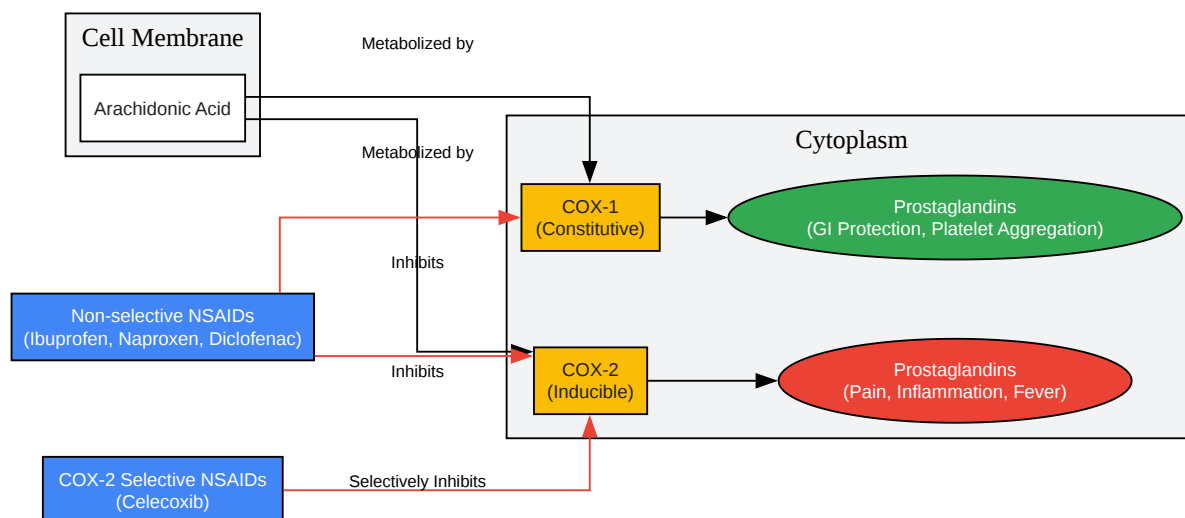 Cell Membrane
Metabolized by
Arachidonic Acid
Cytoplasm
Metabolized by
COX-1
(Constitutive)
Prostaglandins
(GI Protection, Platelet Aggregation)
Inhibits
Non-selective NSAIDs
(Ibuprofen, Naproxen, Diclofenac)
Inhibits
COX-2
(Inducible)
Prostaglandins
(Pain, Inflammation, Fever)
COX-2 Selective NSAIDs
(Celecoxib)
Selectively Inhibits